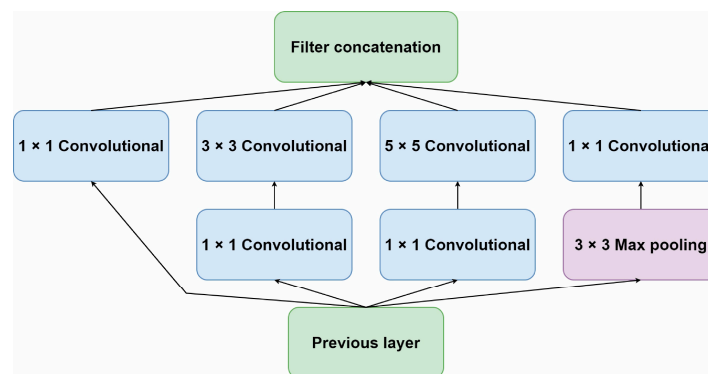 Filter concatenation
1 × 1 Convolutional
3 × 3 Convolutional
5 × 5 Convolutional
1 × 1 Convolutiona
1 × 1 Convolutional
1 × 1 Convolutional
3 × 3 Max pooling
Previous layer